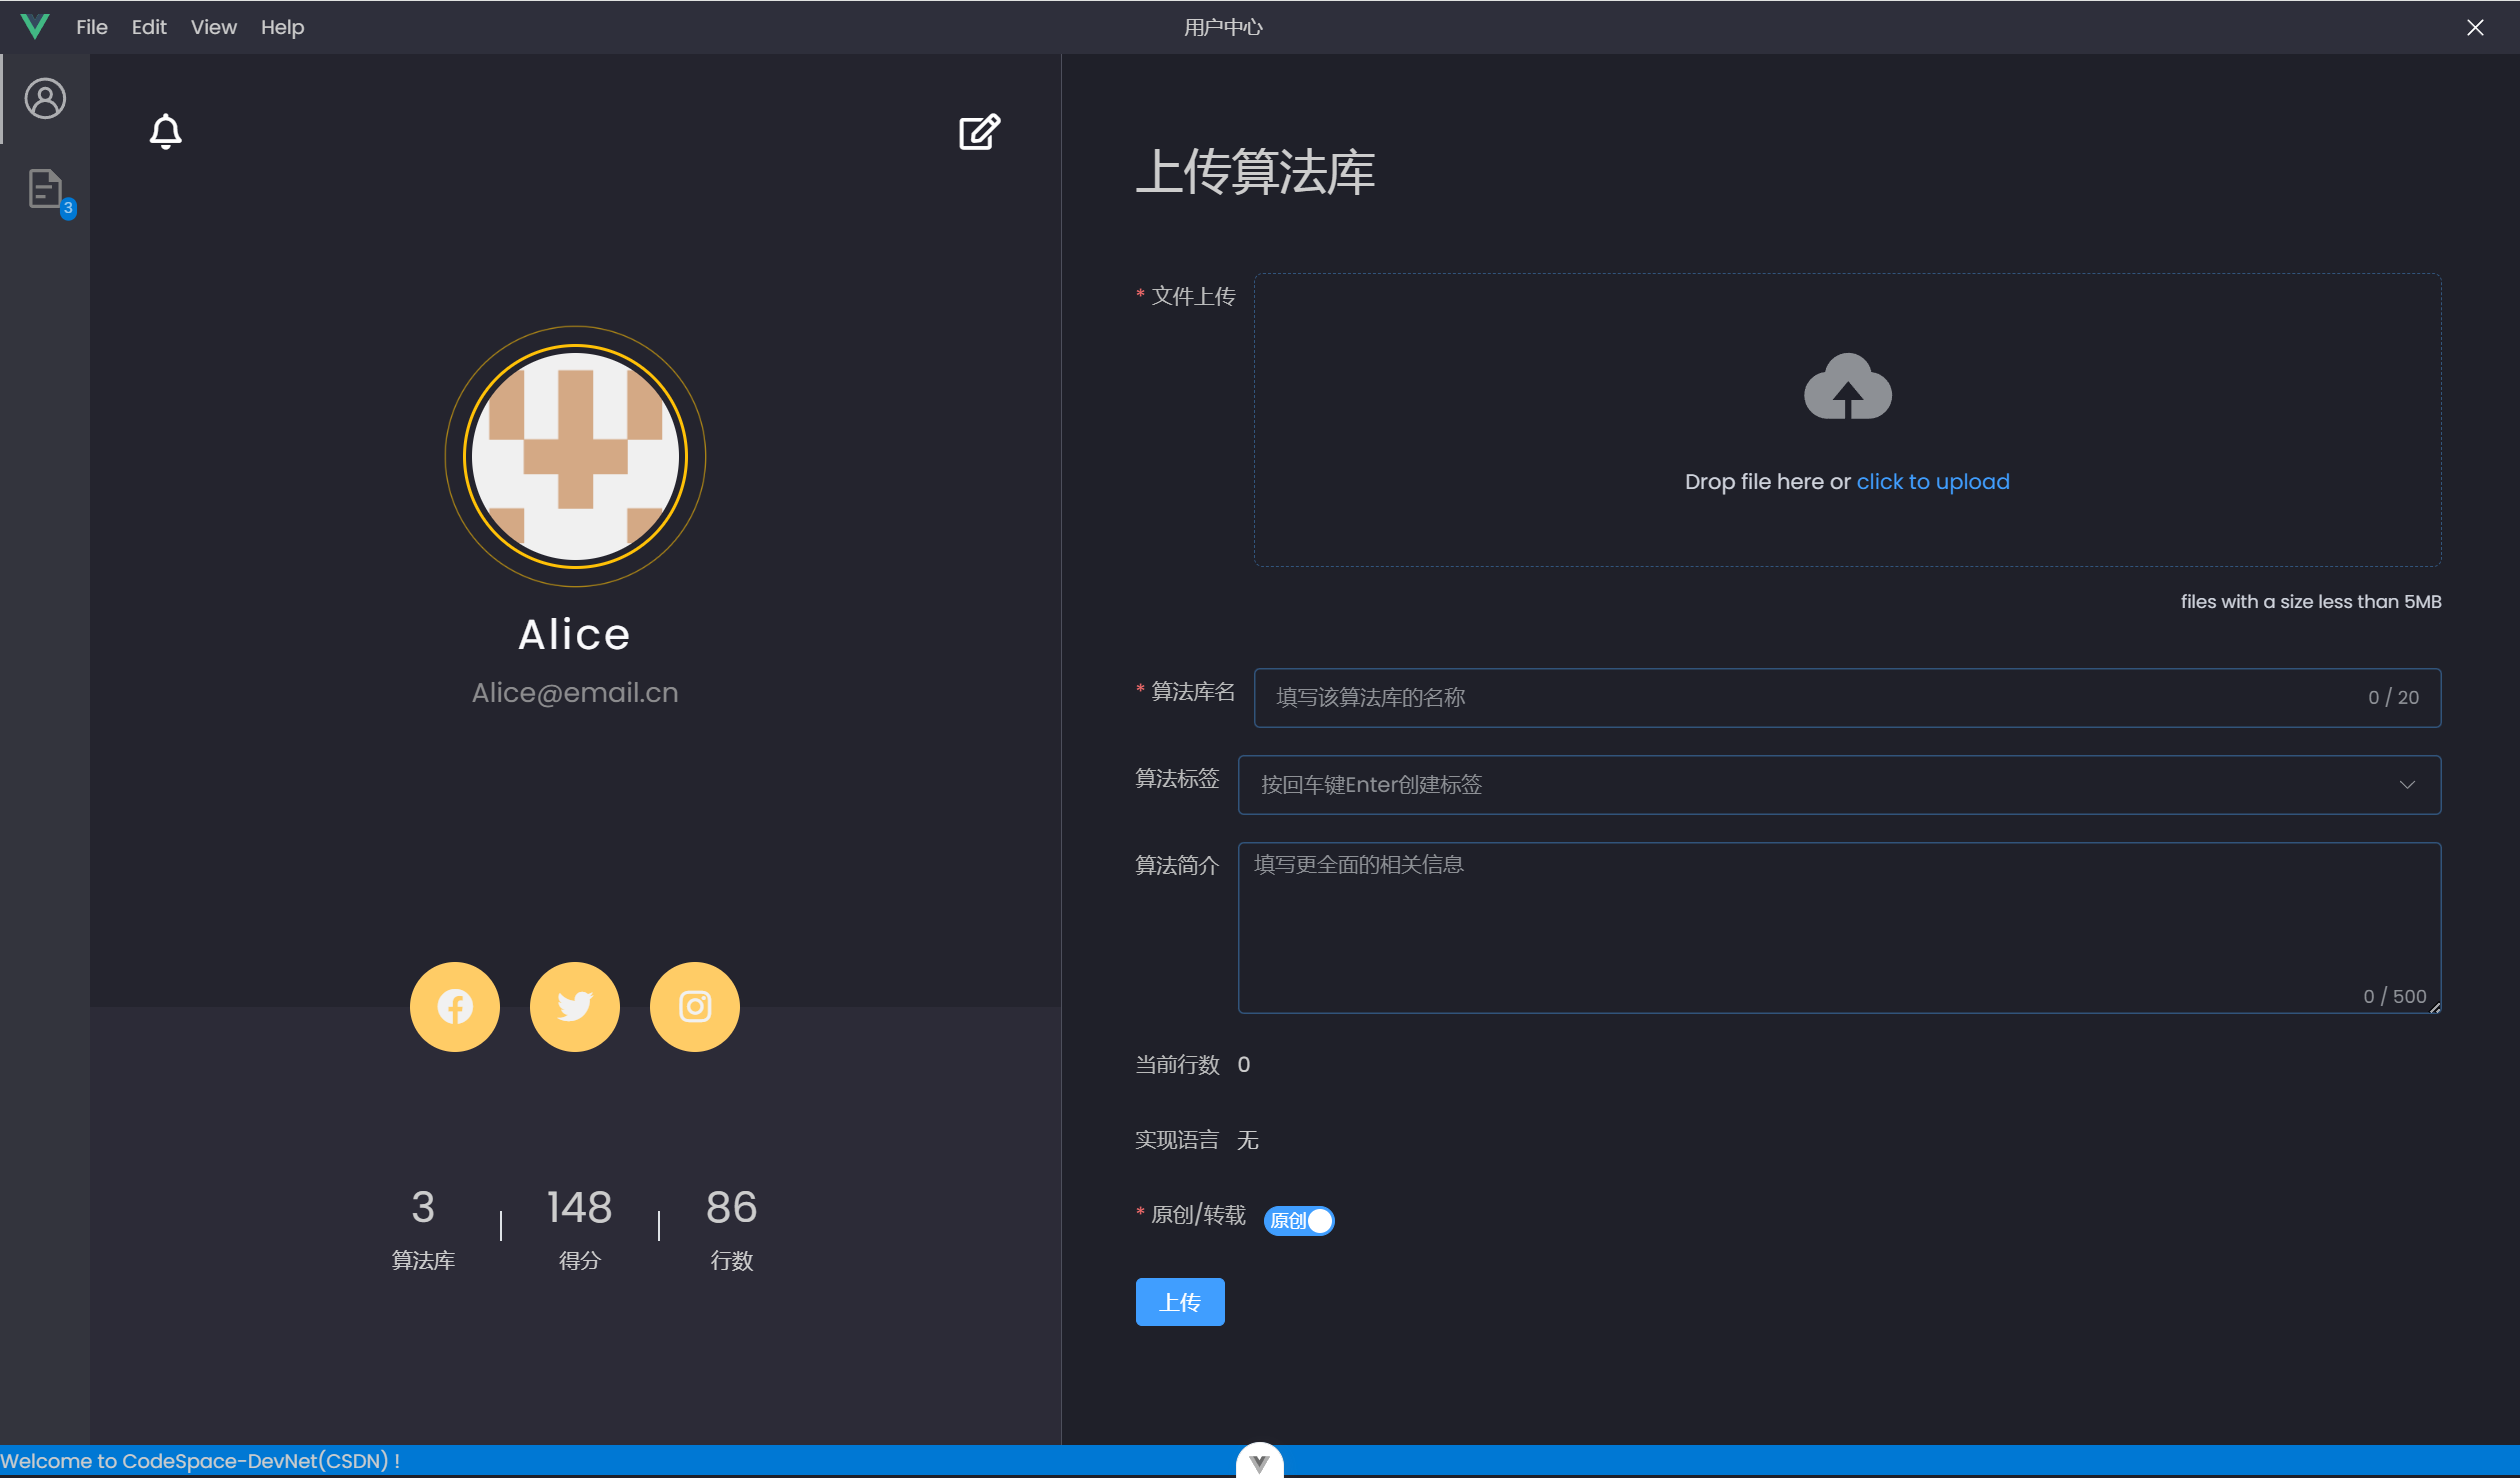 File Edit View Help
用户中心
3
Alice
Alice@email.cn
3 148 86
算法库 得分 行数
上传算法库
* 文件上传
Drop file here or click to upload
files with a size less than 5MB
* 算法库名 填写该算法库的名称 0 / 20
算法标签 按回车键Enter创建标签
算法简介 填写更全面的相关信息
0 / 500
当前行数 0
实现语言 无
* 原创/转载 原创
上传
Welcome to CodeSpace-DevNet(CSDN) !